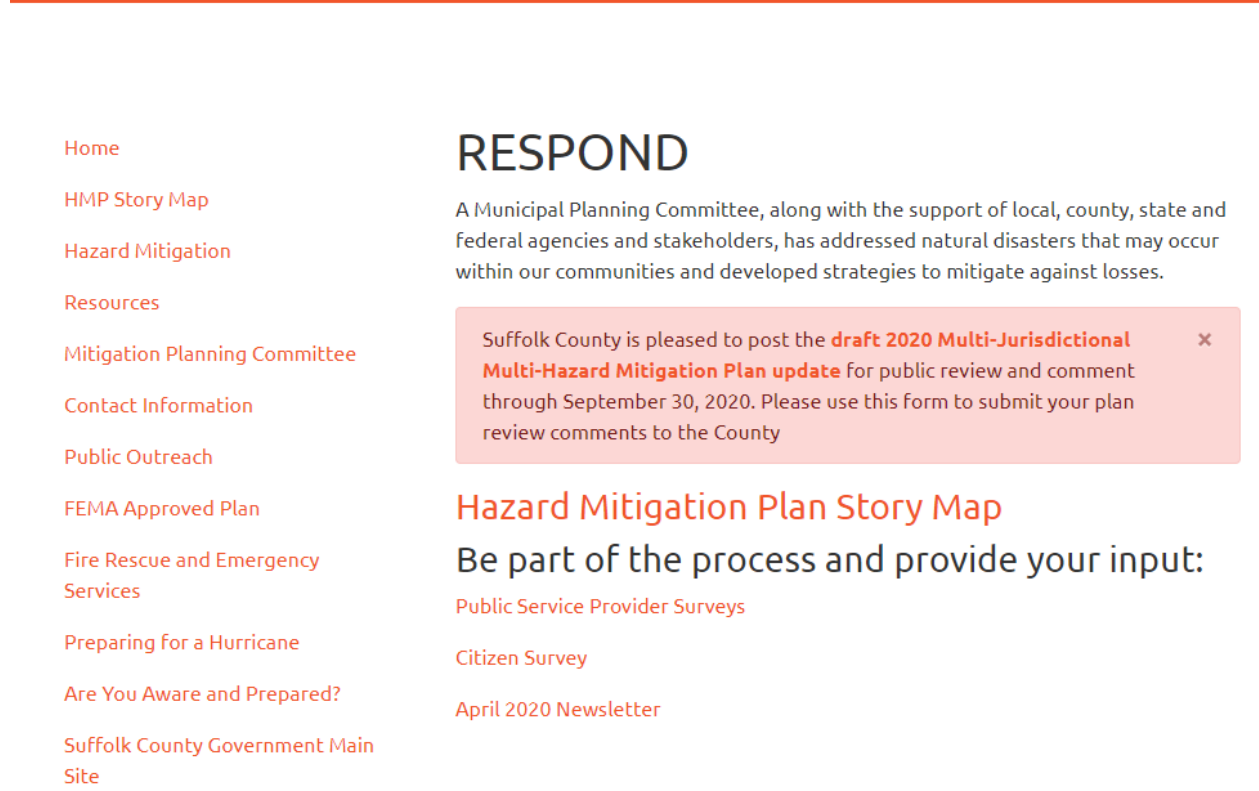 Home
HMP Story Map
Hazard Mitigation
Resources
Mitigation Planning Committee
Contact Information
Public Outreach
FEMA Approved Plan
Fire Rescue and Emergency
Services
Preparing for a Hurricane
Are You Aware and Prepared?
Suffolk County Government Main
Site
RESPOND
A Municipal Planning Committee, along with the support of local, county, state and
federal agencies and stakeholders, has addressed natural disasters that may occur
within our communities and developed strategies to mitigate against losses.
Suffolk County is pleased to post the draft 2020 Multi-Jurisdictional
Multi-Hazard Mitigation Plan update for public review and comment
through September 30, 2020. Please use this form to submit your plan
review comments to the County
×
Hazard Mitigation Plan Story Map
Be part of the process and provide your input:
Public Service Provider Surveys
Citizen Survey
April 2020 Newsletter